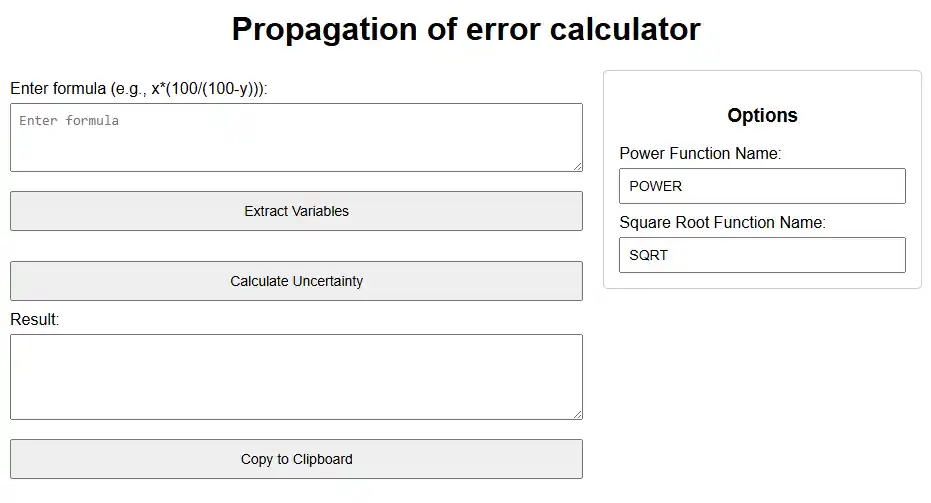 Propagation of error calculator
Enter formula (e.g., x*(100/(100-y))):
Enter formula
Extract Variables
Calculate Uncertainty
Result:
Copy to Clipboard
Options
Power Function Name:
POWER
Square Root Function Name:
SQRT